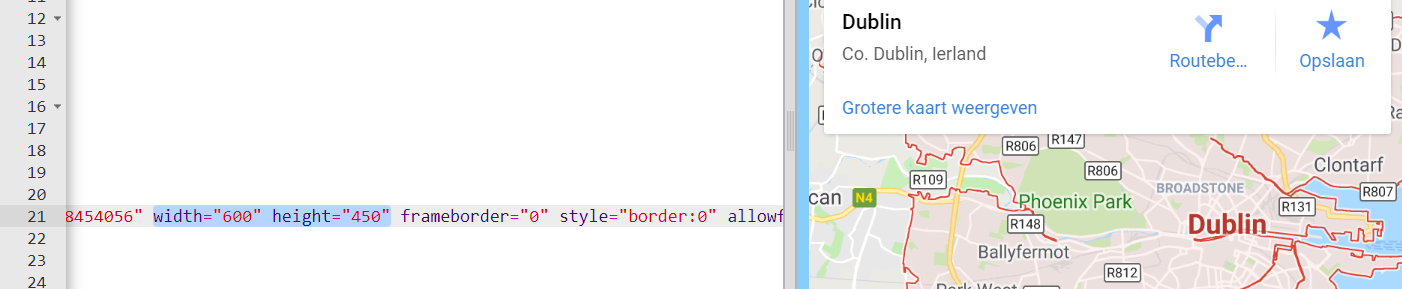 12
13
14
15
16
17
18
19
20
21 8454056" width="600" height="450" frameborder="0" style="border:0" allowf
22
23
24
Dublin
Co. Dublin, Ierland
Routebe...
Opslaan
Grotere kaart weergeven
R806
R147
R806
Clontarf
R109
can
N4
BROADSTONE
R807
Phoenix Park
R131
R148
Dublin
Ballyfermot
R812
Park West